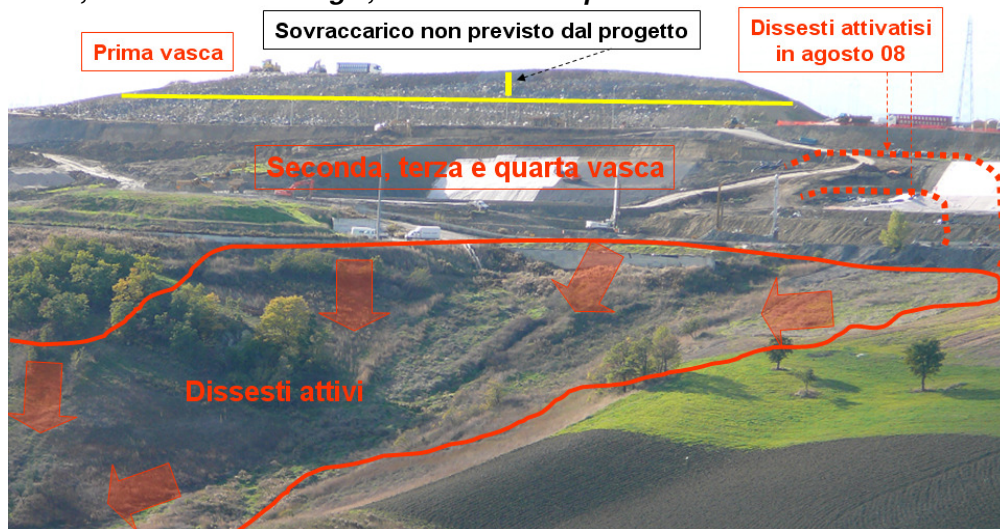 Sovraccarico non previsto dal progetto
Prima vasca
Dissesti attivatisi
in agosto 08
Seconda, terza e quarta vasca
Dissesti attivi